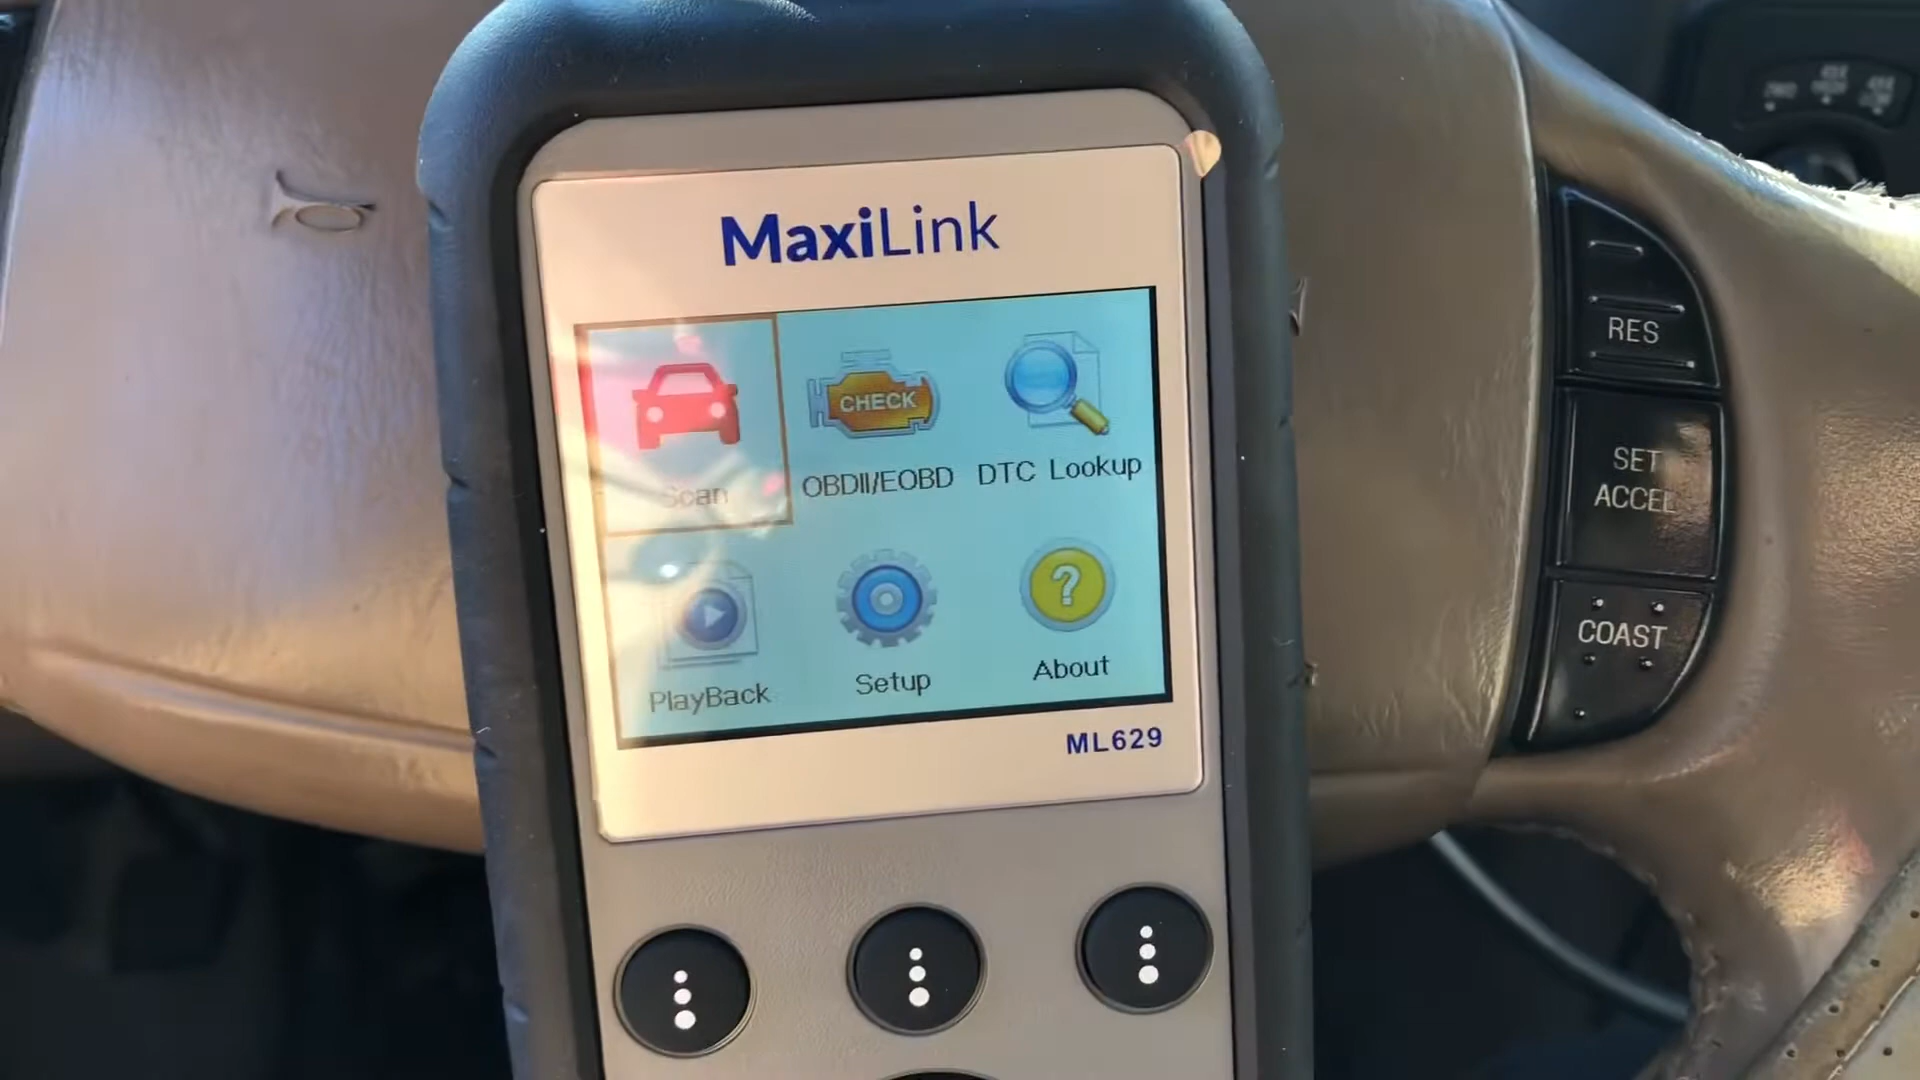 MaxiLink
CHECK
Scan
OBDII/EOBD
DTC Lookup
PlayBack
Setup
About
ML629
RES
SET
ACCEL
COAST